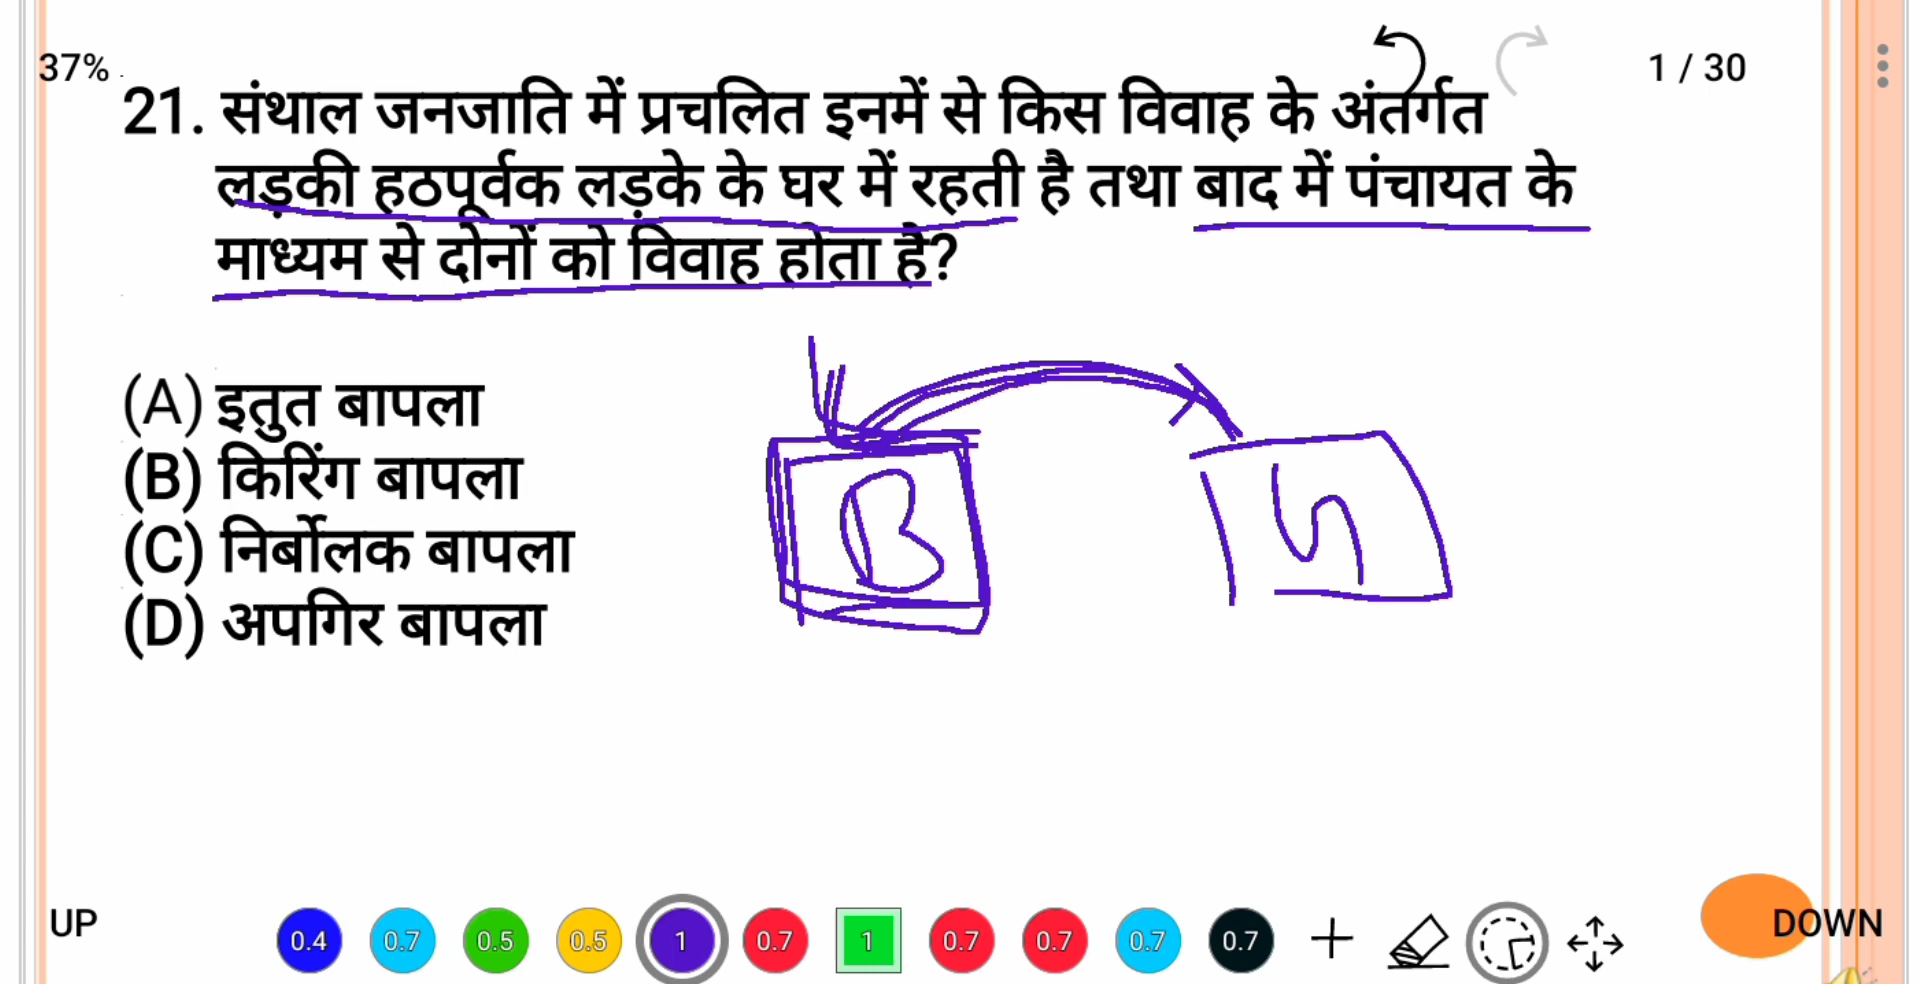 37%
1 / 30
21. संथाल जनजाति में प्रचलित इनमें से किस विवाह के अंतर्गत
लड़की हठपूर्वक लड़के के घर में रहती है तथा बाद में पंचायत के
माध्यम से दोनों को विवाह होता है?
(A) इतुत बापला
(B) किरिंग बापला
(C) निर्बोलक बापला
(D) अपगिर बापला
B
UP
0.4 0.7 0.5 0.5 1 0.7 1 0.7 0.7 0.7 0.7
DOWN